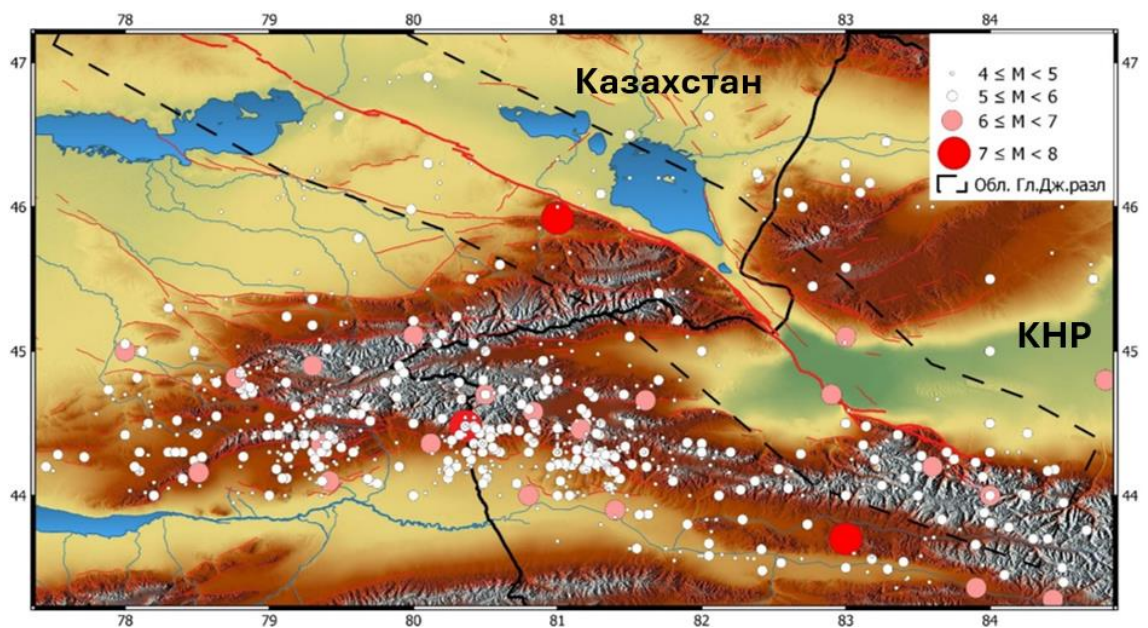 78 79 80 81 82 83 84
47 47
Казахстан
4 ≤ M < 5
5 ≤ M < 6
6 ≤ M < 7
7 ≤ M < 8
Обл. Гл.Дж.разл
46 46
КНР
45 45
44 44
78 79 80 81 82 83 84